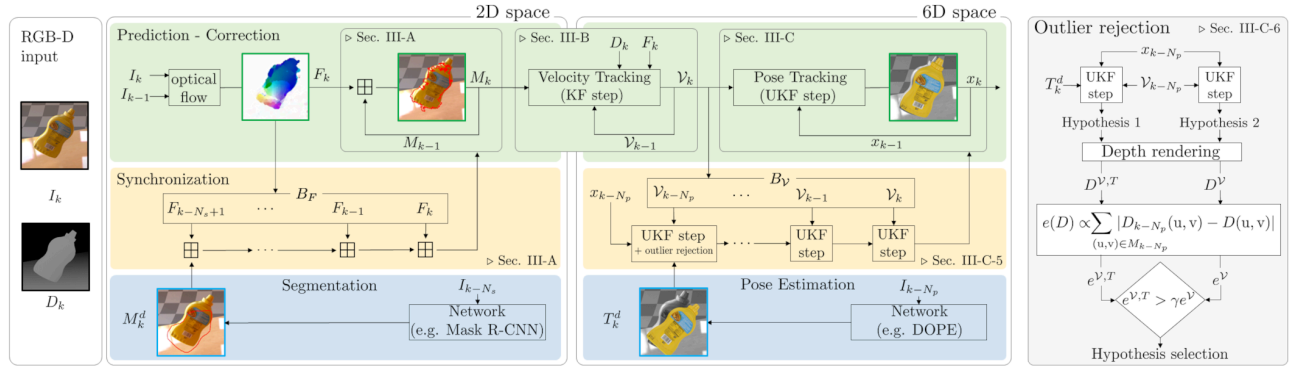 2D space
6D space
RGB-D
input
I_k
D_k
Prediction - Correction
I_k
I_{k-1}
optical
flow
F_k
▷ Sec. III-A
M_k
M_{k-1}
▷ Sec. III-B
D_k F_k
Velocity Tracking
(KF step)
𝒱_k
𝒱_{k-1}
▷ Sec. III-C
Pose Tracking
(UKF step)
x_k
x_{k-1}
Synchronization
B_F
F_{k-N_s+1} ··· F_{k-1} F_k
···
▷ Sec. III-A
x_{k-N_p}
B_𝒱
𝒱_{k-N_p} ··· 𝒱_{k-1} 𝒱_k
UKF step
+ outlier rejection
···
UKF
step
UKF
step
▷ Sec. III-C-5
Segmentation
M_k^d
I_{k-N_s}
Network
(e.g. Mask R-CNN)
Pose Estimation
T_k^d
I_{k-N_p}
Network
(e.g. DOPE)
Outlier rejection
▷ Sec. III-C-6
x_{k-N_p}
T_k^d
UKF
step
𝒱_{k-N_p}
UKF
step
Hypothesis 1 Hypothesis 2
Depth rendering
D^{𝒱,T} D^𝒱
e(D) ∝ ∑ |D_{k-N_p}(u,v) − D(u,v)|
(u,v)∈M_{k-N_p}
e^{𝒱,T} e^𝒱
e^{𝒱,T} > γe^𝒱
Hypothesis selection